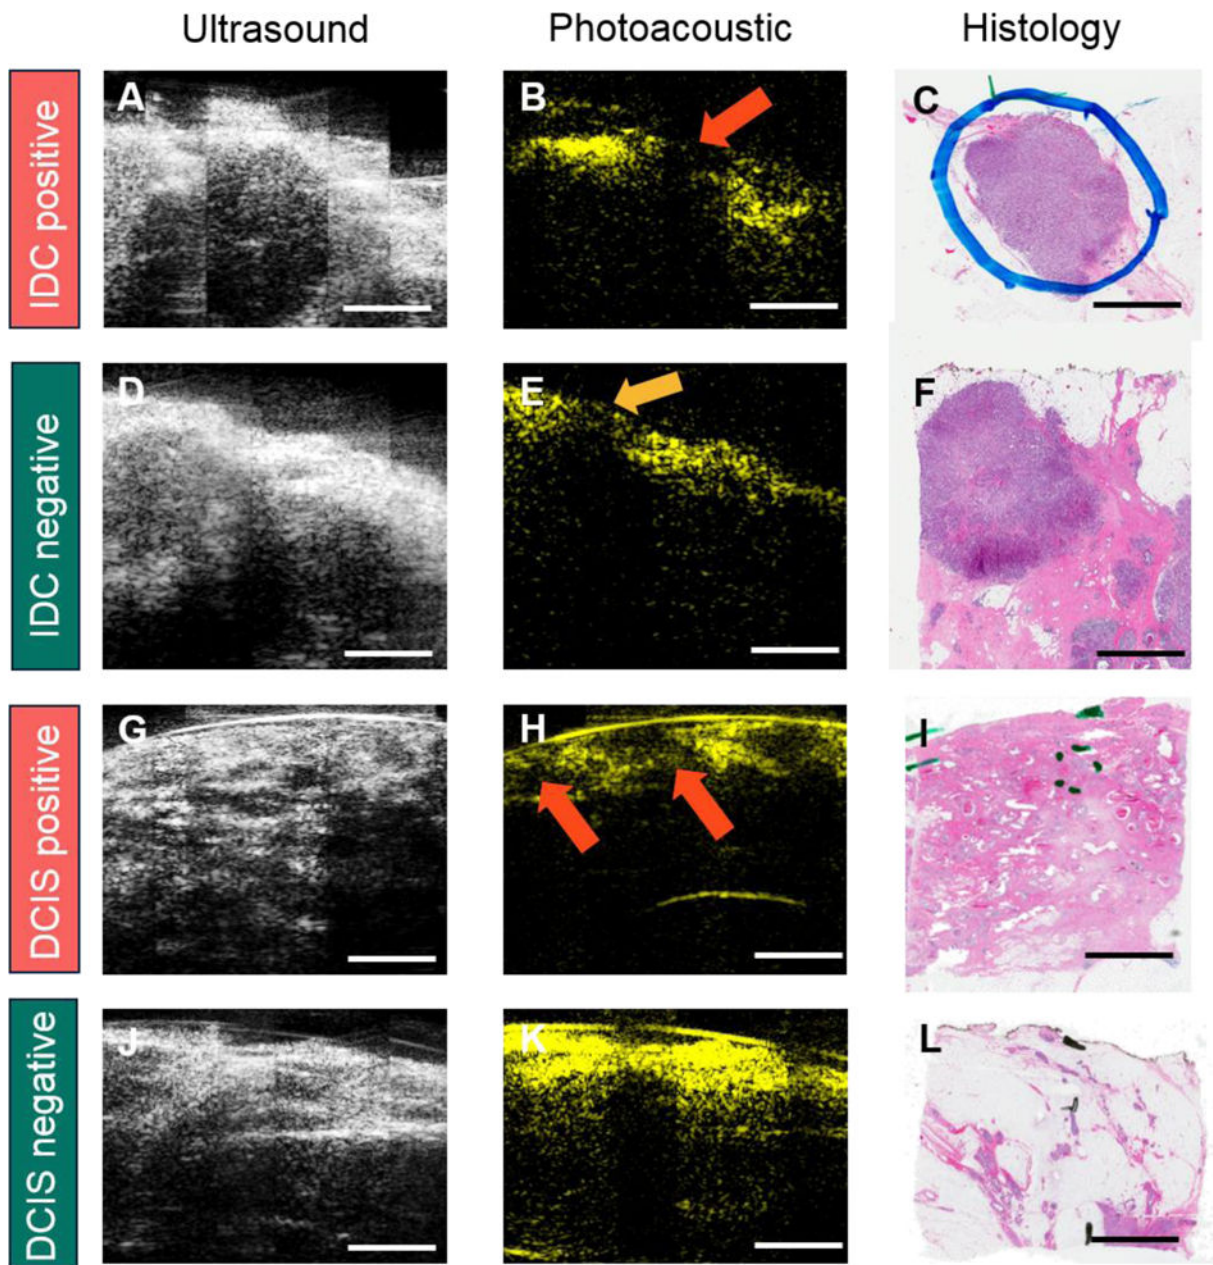 Ultrasound Photoacoustic Histology
IDC positive
A B C
IDC negative
D E F
DCIS positive
G H I
DCIS negative
J K L